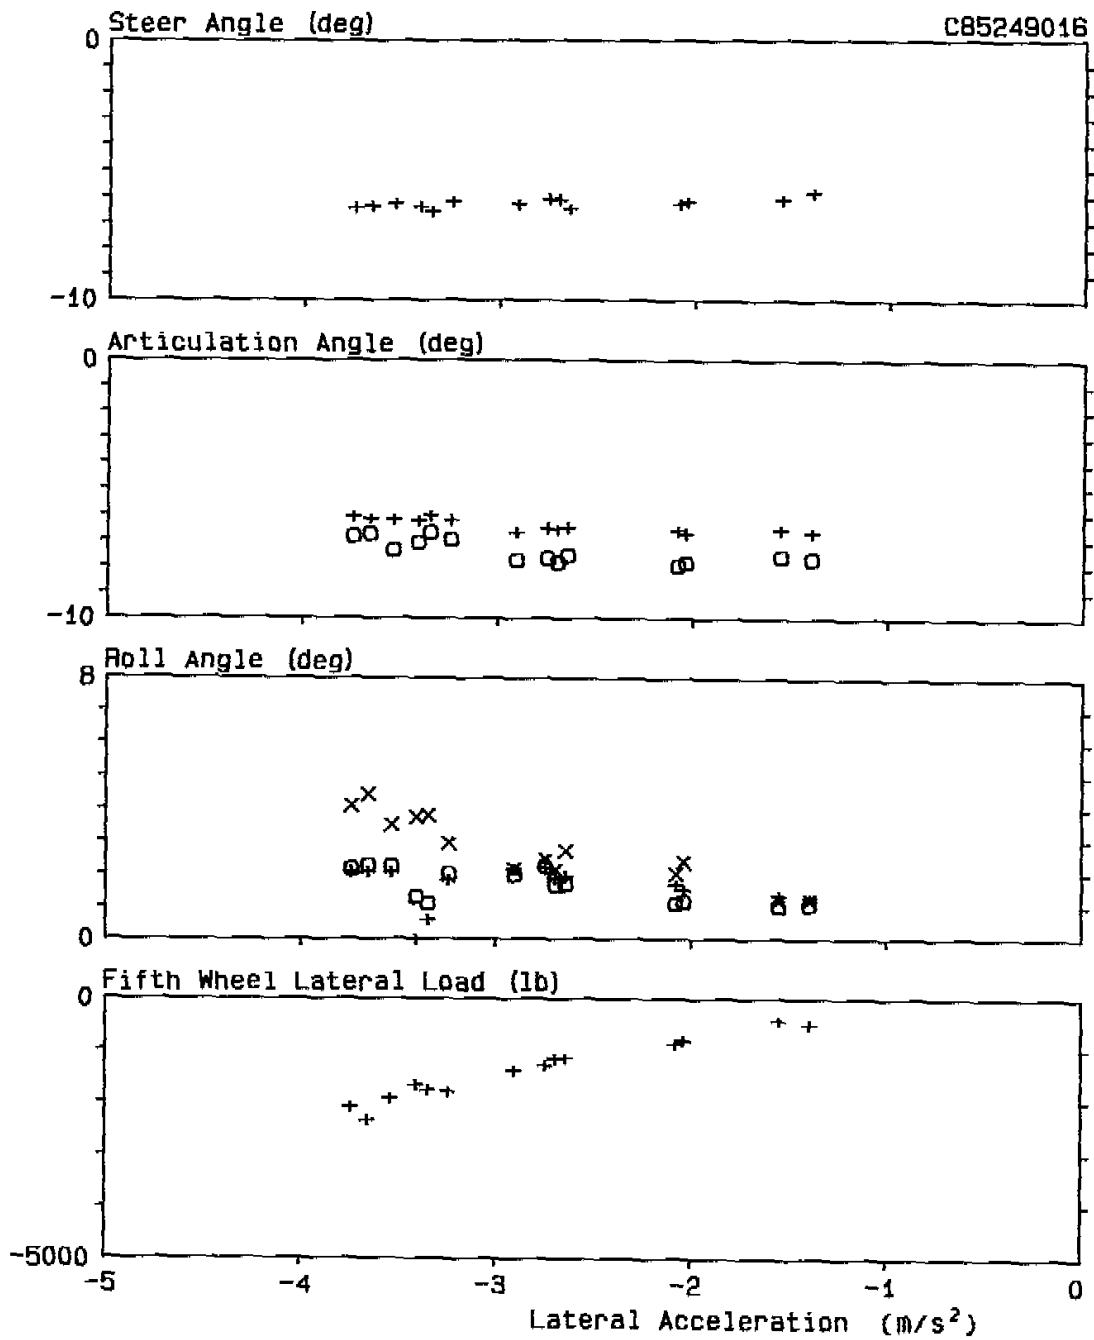 Steer Angle (deg) C85249016
0
-10
Articulation Angle (deg)
0
-10
Roll Angle (deg)
8
0
Fifth Wheel Lateral Load (lb)
0
-5000
-5 -4 -3 -2 -1 0
Lateral Acceleration (m/s²)